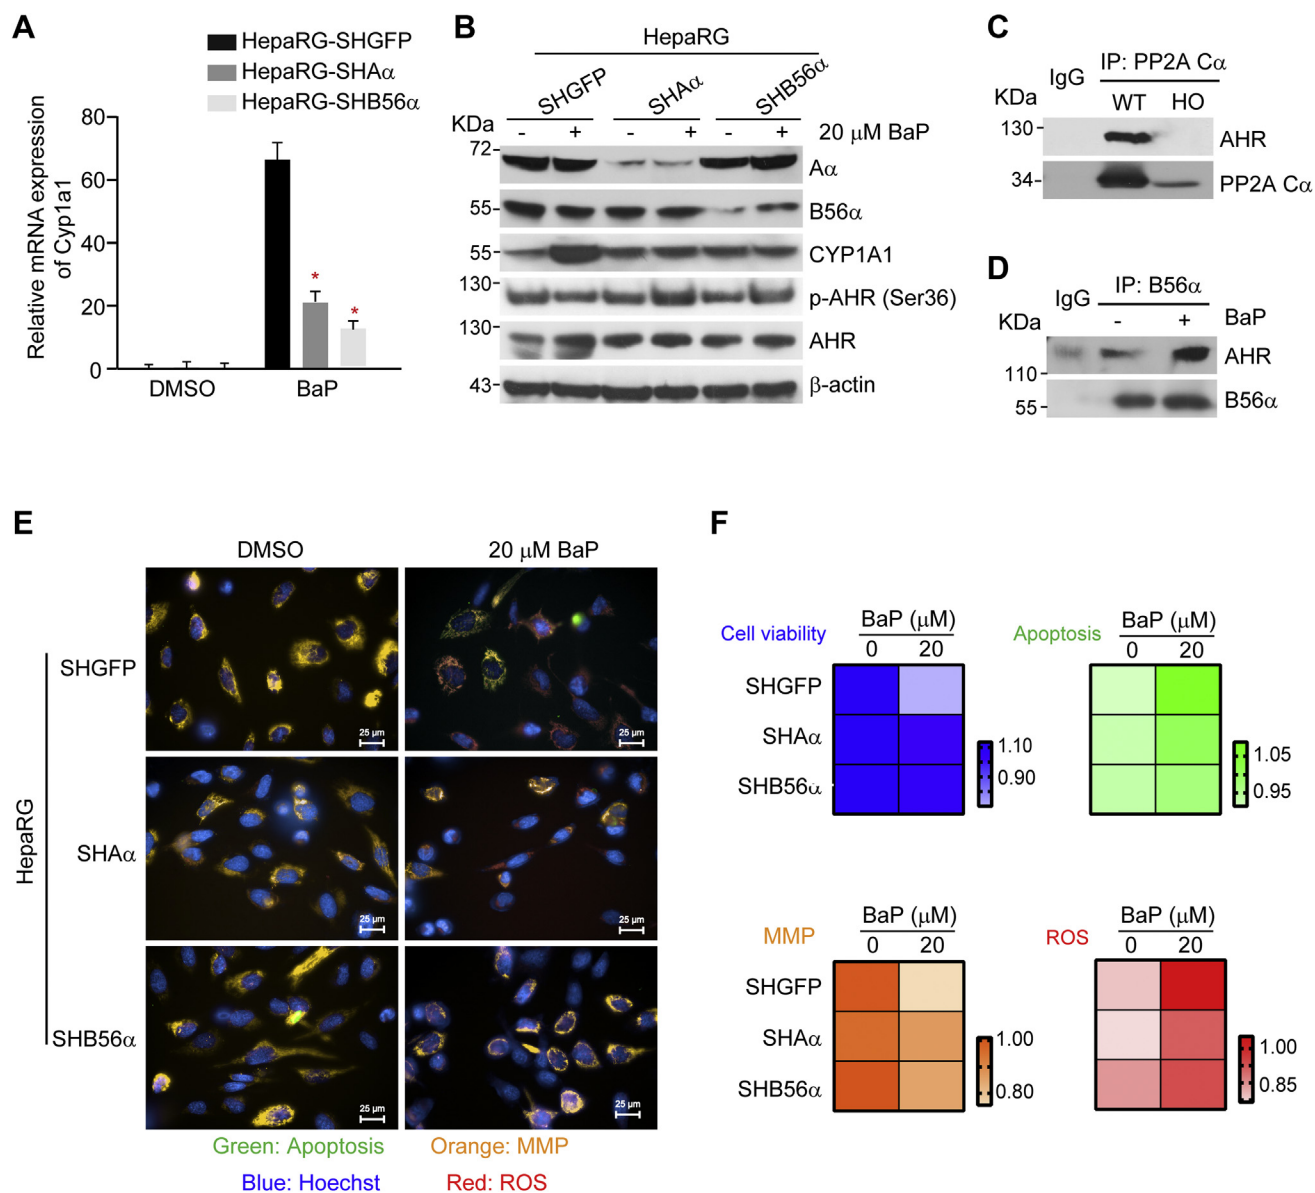 A
HepaRG-SHGFP
HepaRG-SHAα
HepaRG-SHB56α
Relative mRNA expression
of Cyp1a1
80
60
40
20
0
* *
DMSO BaP
B
HepaRG
SHGFP SHAα SHB56α
KDa - + - + - + 20 μM BaP
72- Aα
55- B56α
55- CYP1A1
130- p-AHR (Ser36)
130- AHR
43- β-actin
C
IgG IP: PP2A Cα
KDa WT HO
130- AHR
34- PP2A Cα
D
IgG IP: B56α
KDa - + BaP
AHR
110-
55- B56α
E
DMSO 20 μM BaP
HepaRG
SHGFP
25 μm 25 μm
SHAα
25 μm 25 μm
SHB56α
25 μm 25 μm
Green: Apoptosis Orange: MMP
Blue: Hoechst Red: ROS
F
Cell viability BaP (μM)
0 20
SHGFP
SHAα
SHB56α
1.10
0.90
Apoptosis BaP (μM)
0 20
1.05
0.95
MMP BaP (μM)
0 20
SHGFP
SHAα
SHB56α
1.00
0.80
ROS BaP (μM)
0 20
1.00
0.85